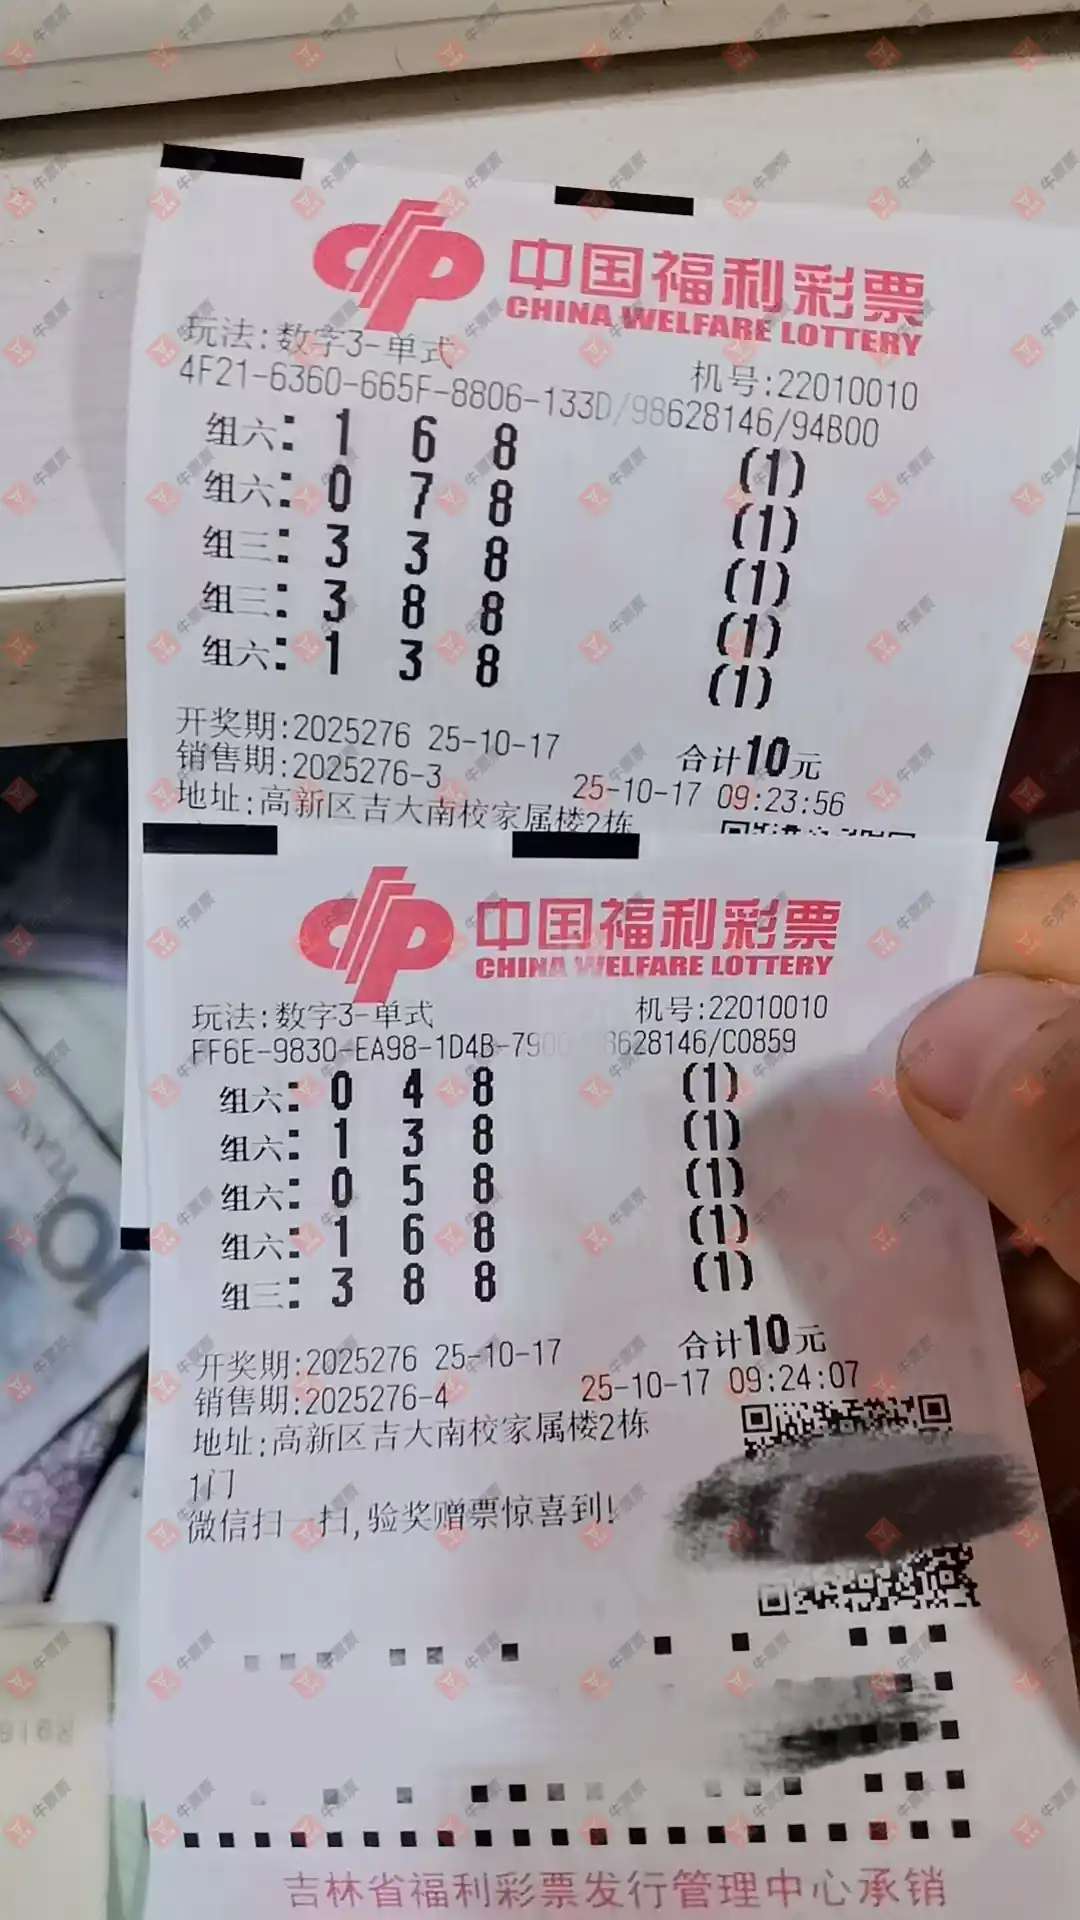 中国福利彩票
CHINA WELFARE LOTTERY
玩法:数字3-单式
机号:22010010
4F21-6360-665F-8806-133D/98628146/94B00
组六: 1 6 8 (1)
组六: 0 7 8 (1)
组三: 3 3 8 (1)
组三: 3 8 8 (1)
组六: 1 3 8 (1)
开奖期:2025276 25-10-17
合计10元
销售期:2025276-3
25-10-17 09:23:56
地址:高新区吉大南校家属楼2栋
中国福利彩票
CHINA WELFARE LOTTERY
玩法:数字3-单式
机号:22010010
FF6E-9830-EA98-1D4B-790 8628146/C0859
组六: 0 4 8 (1)
组六: 1 3 8 (1)
组六: 0 5 8 (1)
组六: 1 6 8 (1)
组三: 3 8 8 (1)
开奖期:2025276 25-10-17
合计10元
销售期:2025276-4
25-10-17 09:24:07
地址:高新区吉大南校家属楼2栋
1门
微信扫一扫,验奖赠票惊喜到!
吉林省福利彩票发行管理中心承销
牛票票